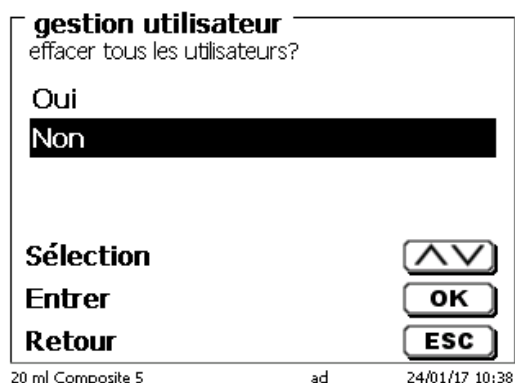 gestion utilisateur
effacer tous les utilisateurs?
Oui
Non
Sélection
Entrer OK
Retour ESC
20 ml Composite 5 ad 24/01/17 10:38